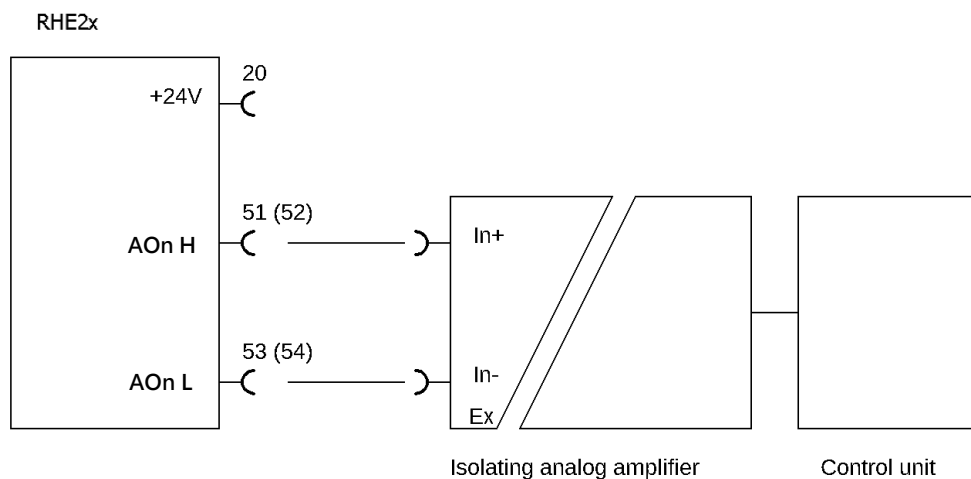 RHE2x
+24V
20
AOn H
51 (52)
In+
AOn L
53 (54)
In-
Ex
Isolating analog amplifier
Control unit